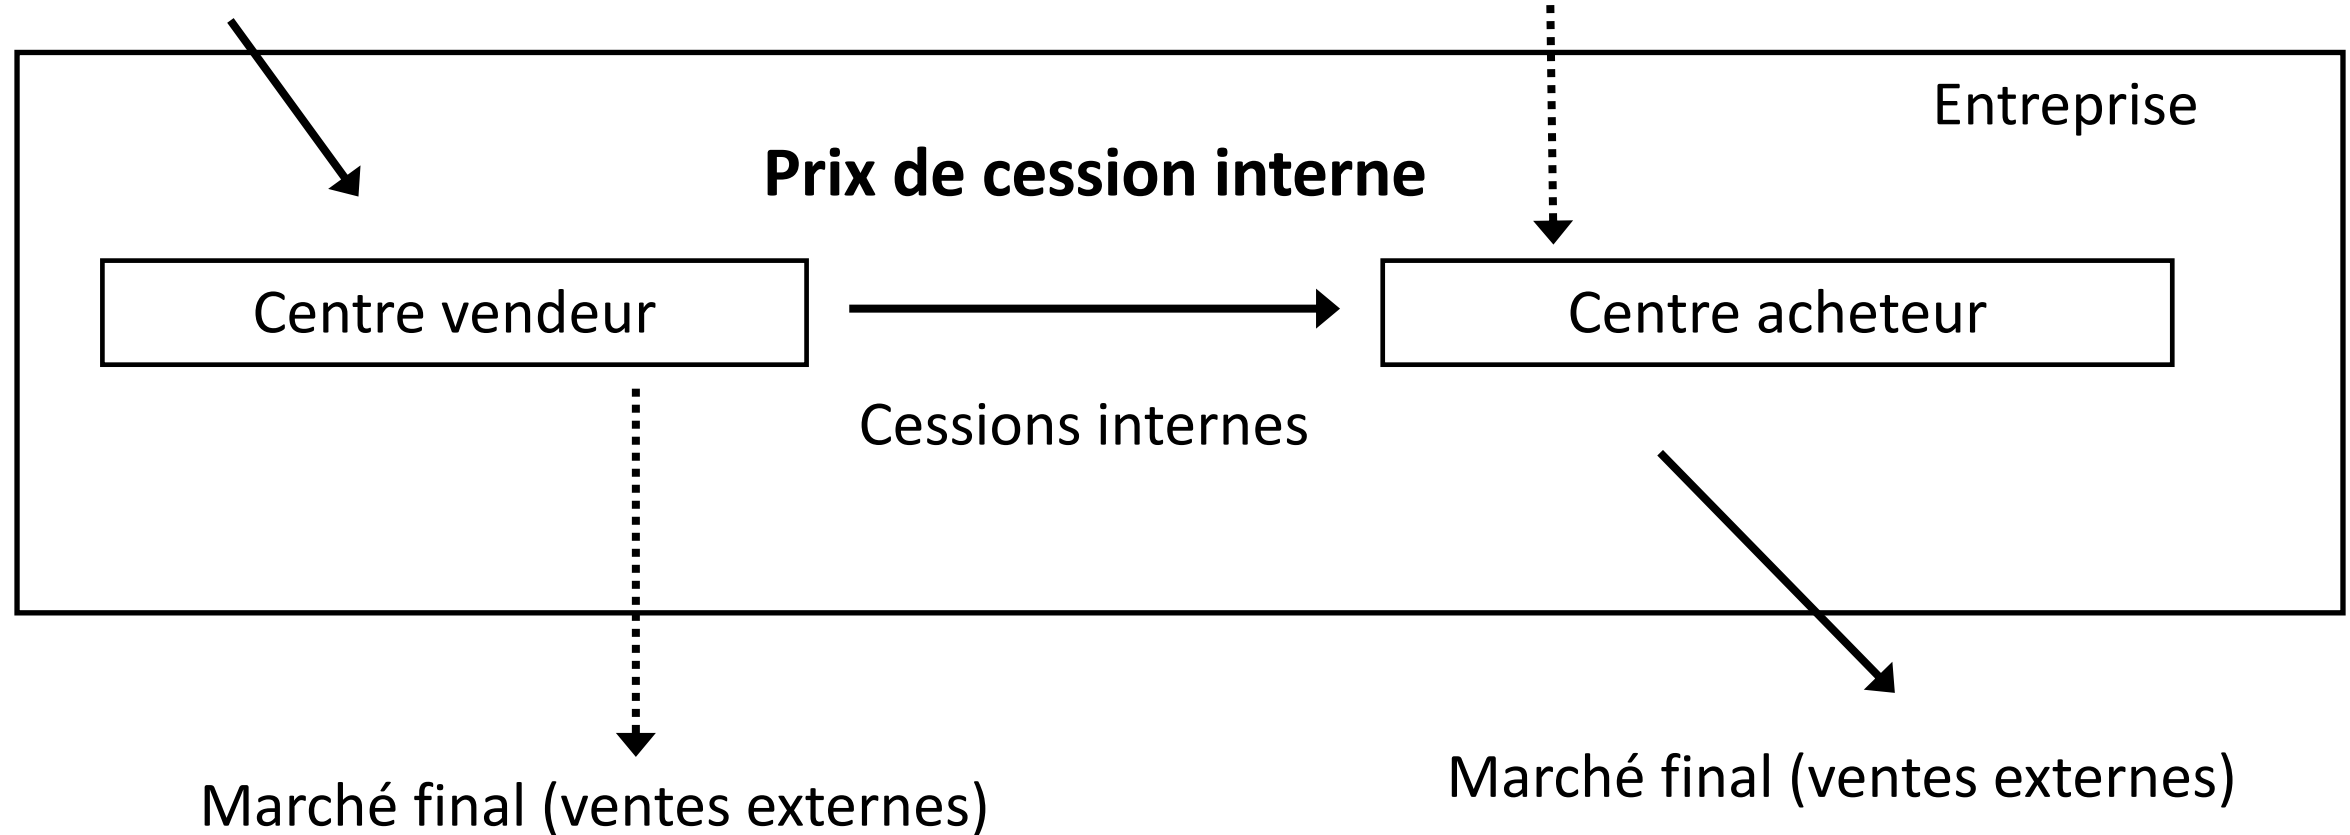 Entreprise
Prix de cession interne
Centre vendeur
Centre acheteur
Cessions internes
Marché final (ventes externes)
Marché final (ventes externes)